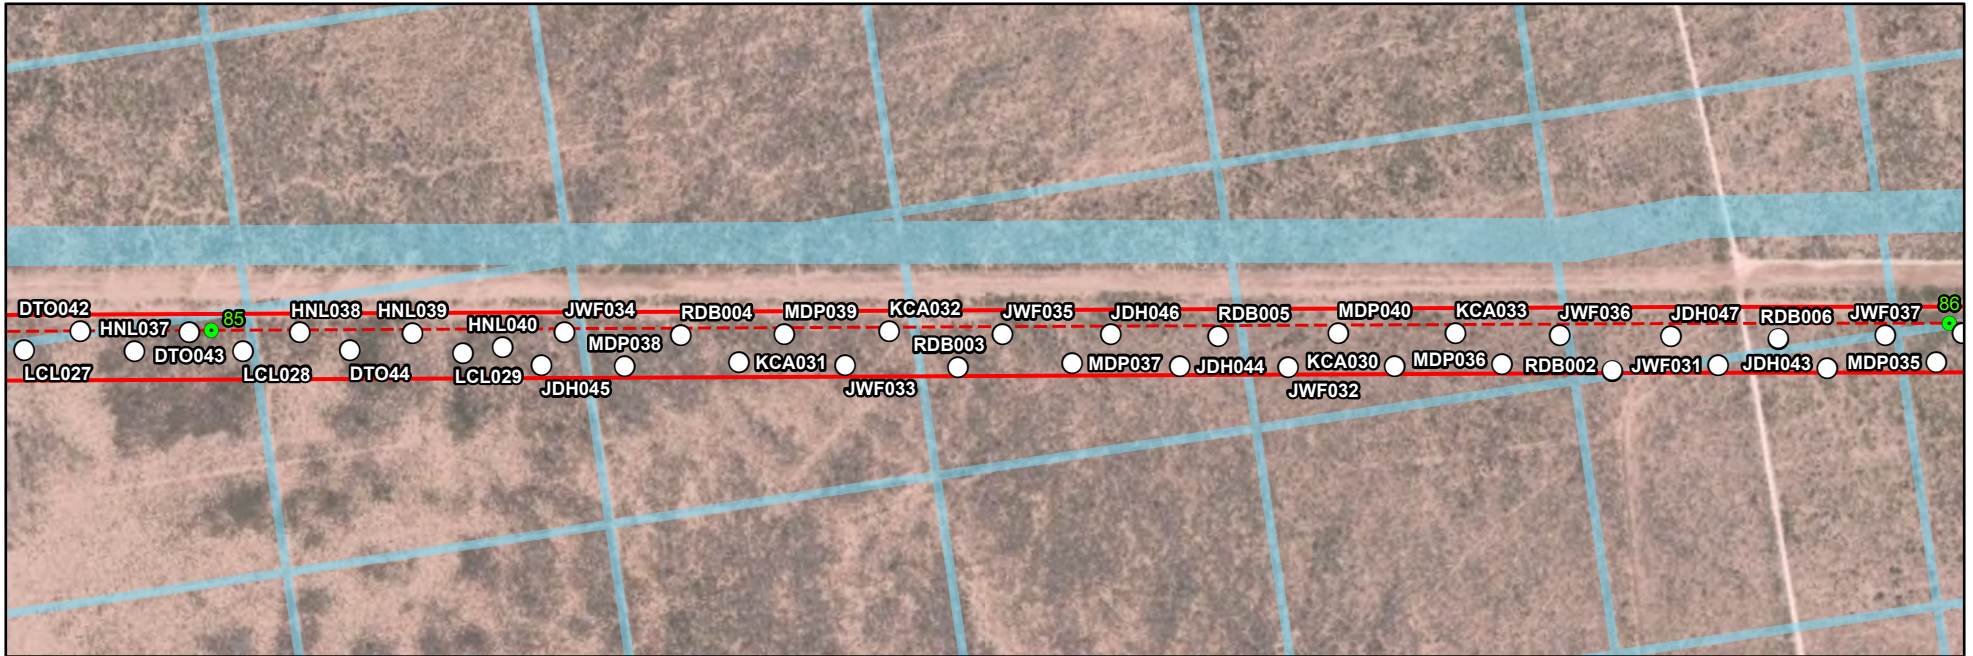 DTO042
HNL037
LCL027
DTO043
85
LCL028
HNL038
DTO44
HNL039
LCL029
HNL040
JDH045
JWF034
MDP038
RDB004
KCA031
MDP039
JWF033
KCA032
RDB003
JWF035
MDP037
JDH046
JDH044
RDB005
JWF032
KCA030
MDP040
MDP036
KCA033
RDB002
JWF036
JWF031
JDH047
JDH043
RDB006
MDP035
JWF037
86